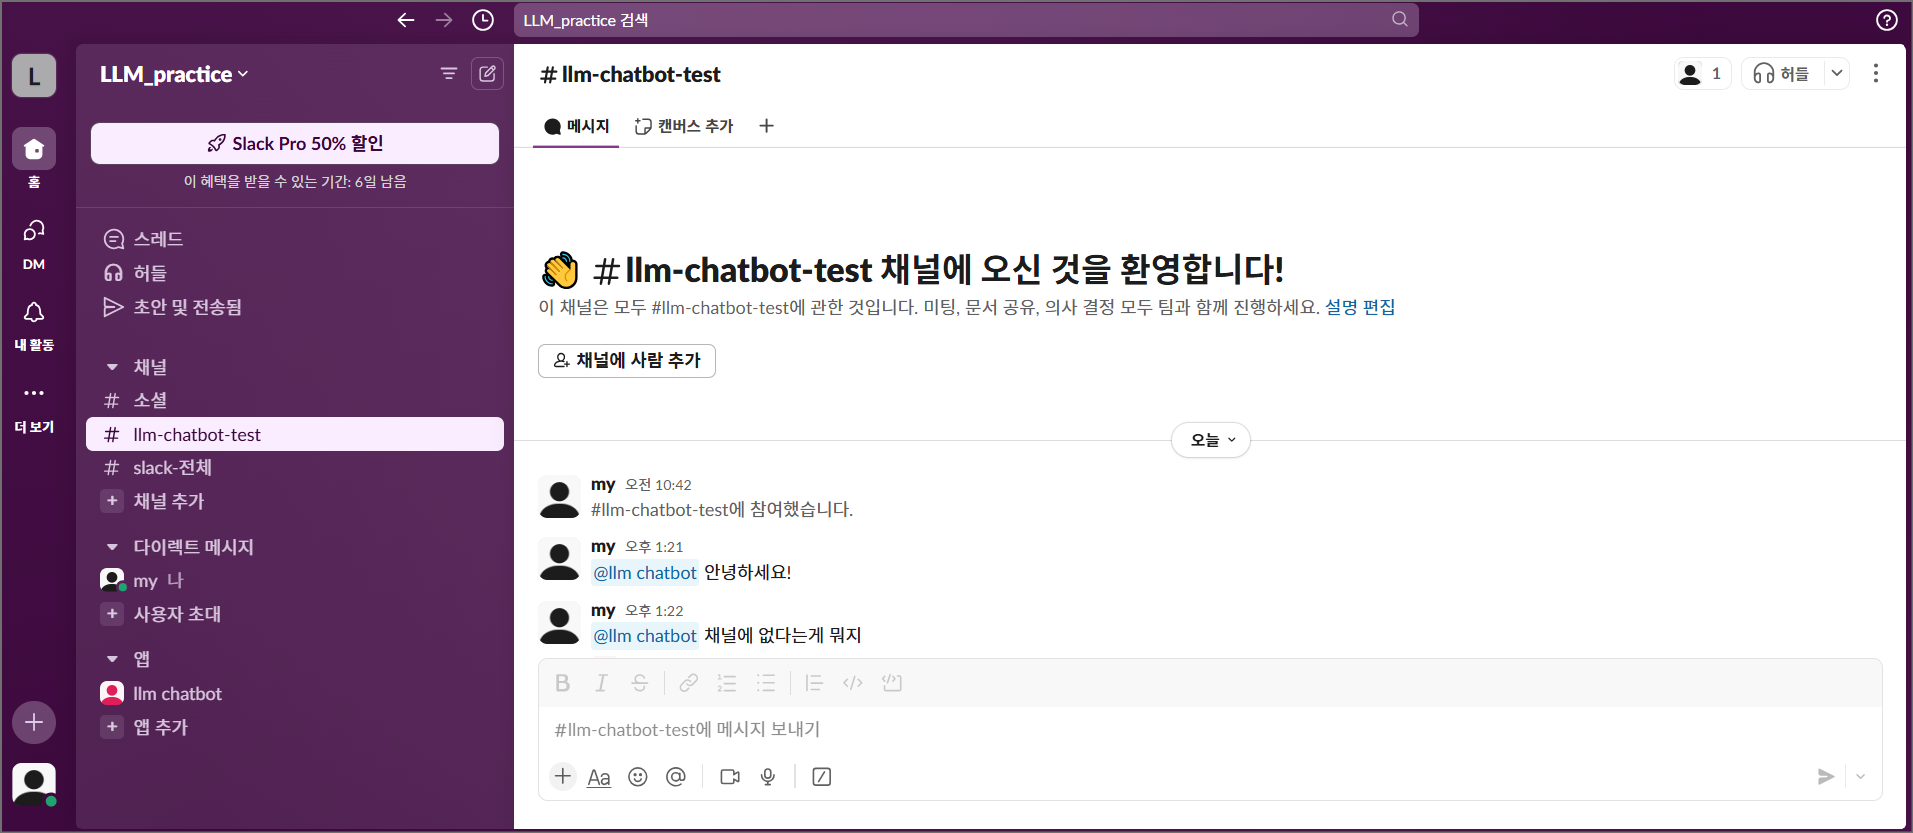 LLM_practice 검색
L
홈
DM
내 활동
더 보기
LLM_practice
Slack Pro 50% 할인
이 혜택을 받을 수 있는 기간: 6일 남음
스레드
허들
초안 및 전송됨
채널
# 소셜
# llm-chatbot-test
# slack-전체
+ 채널 추가
다이렉트 메시지
my 나
+ 사용자 초대
앱
llm chatbot
+ 앱 추가
# llm-chatbot-test
1
허들
메시지
캔버스 추가
# llm-chatbot-test 채널에 오신 것을 환영합니다!
이 채널은 모두 #llm-chatbot-test에 관한 것입니다. 미팅, 문서 공유, 의사 결정 모두 팀과 함께 진행하세요. 설명 편집
채널에 사람 추가
오늘
my 오전 10:42
#llm-chatbot-test에 참여했습니다.
my 오후 1:21
@llm chatbot 안녕하세요!
my 오후 1:22
@llm chatbot 채널에 없다는게 뭐지
B I S
#llm-chatbot-test에 메시지 보내기
Aa